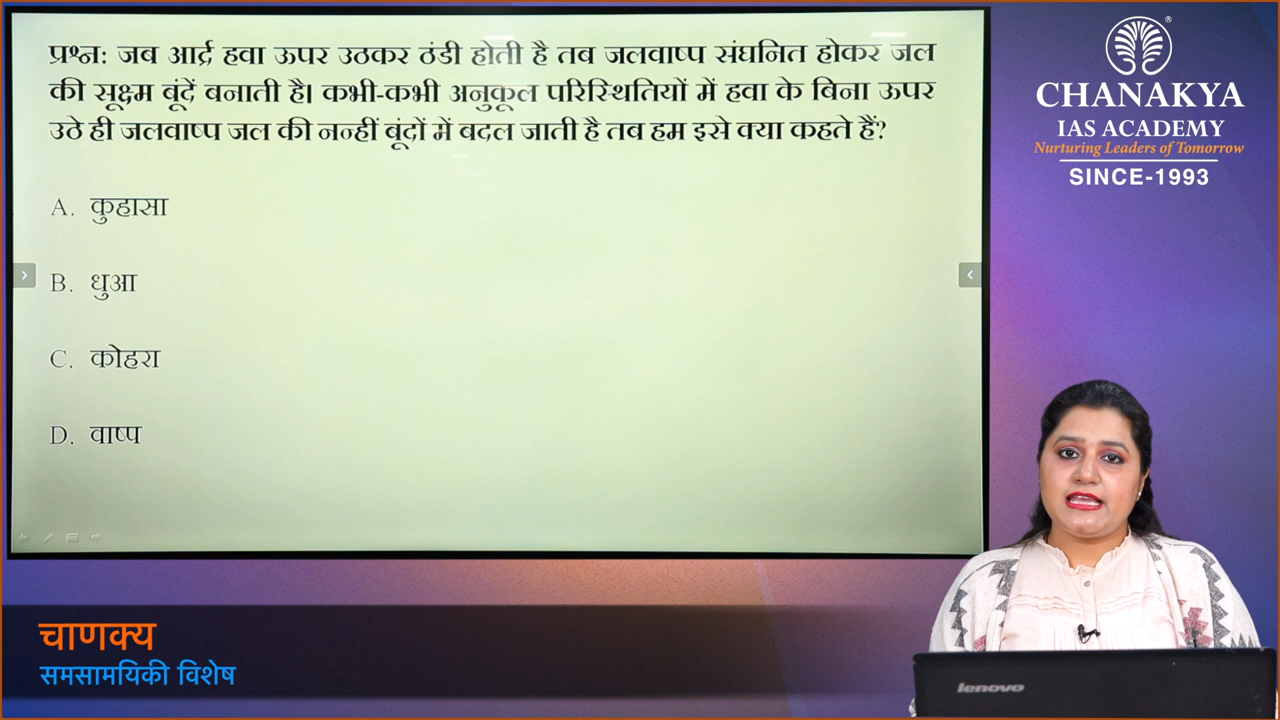 प्रश्न: जब आर्द्र हवा ऊपर उठकर ठंडी होती है तब जलवाष्प संघनित होकर जल
की सूक्ष्म बूंदें बनाती है। कभी-कभी अनुकूल परिस्थितियों में हवा के बिना ऊपर
उठे ही जलवाष्प जल की नन्हीं बूंदों में बदल जाती है तब हम इसे क्या कहते हैं?
A. कुहासा
B. धुआ
C. कोहरा
D. वाष्प
®
CHANAKYA
IAS ACADEMY
Nurturing Leaders of Tomorrow
SINCE-1993
चाणक्य
समसामयिकी विशेष
lenovo